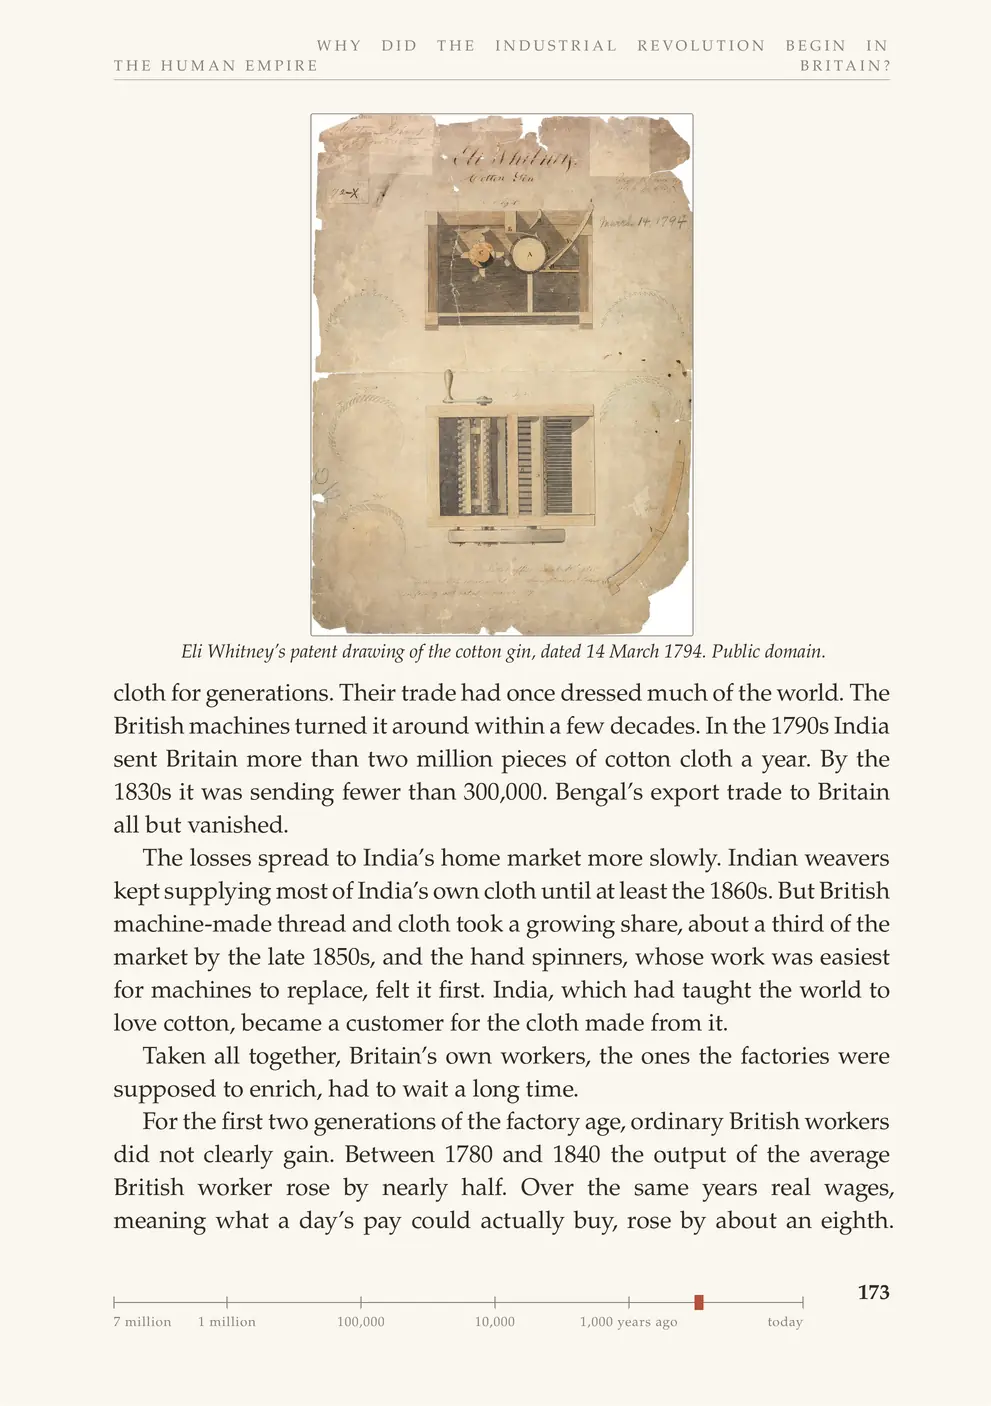 WHY DID THE INDUSTRIAL REVOLUTION BEGIN IN
THE HUMAN EMPIRE BRITAIN?
Eli Whitney.
Cotton Gin
March 14, 1794
A
Eli Whitney’s patent drawing of the cotton gin, dated 14 March 1794. Public domain.
cloth for generations. Their trade had once dressed much of the world. The
British machines turned it around within a few decades. In the 1790s India
sent Britain more than two million pieces of cotton cloth a year. By the
1830s it was sending fewer than 300,000. Bengal’s export trade to Britain
all but vanished.
The losses spread to India’s home market more slowly. Indian weavers
kept supplying most of India’s own cloth until at least the 1860s. But British
machine-made thread and cloth took a growing share, about a third of the
market by the late 1850s, and the hand spinners, whose work was easiest
for machines to replace, felt it first. India, which had taught the world to
love cotton, became a customer for the cloth made from it.
Taken all together, Britain’s own workers, the ones the factories were
supposed to enrich, had to wait a long time.
For the first two generations of the factory age, ordinary British workers
did not clearly gain. Between 1780 and 1840 the output of the average
British worker rose by nearly half. Over the same years real wages,
meaning what a day’s pay could actually buy, rose by about an eighth.
173
7 million 1 million 100,000 10,000 1,000 years ago today